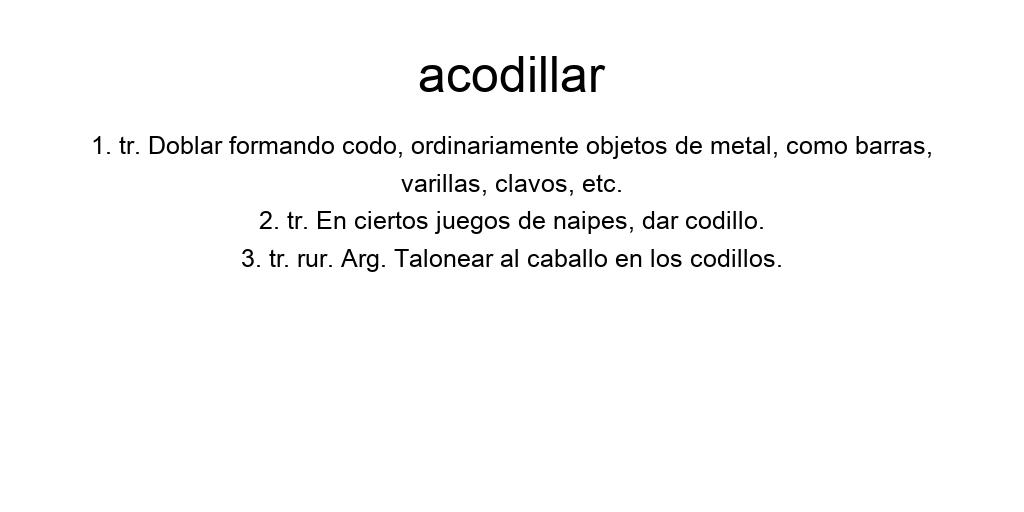 acodillar
1. tr. Doblar formando codo, ordinariamente objetos de metal, como barras,
varillas, clavos, etc.
2. tr. En ciertos juegos de naipes, dar codillo.
3. tr. rur. Arg. Talonear al caballo en los codillos.